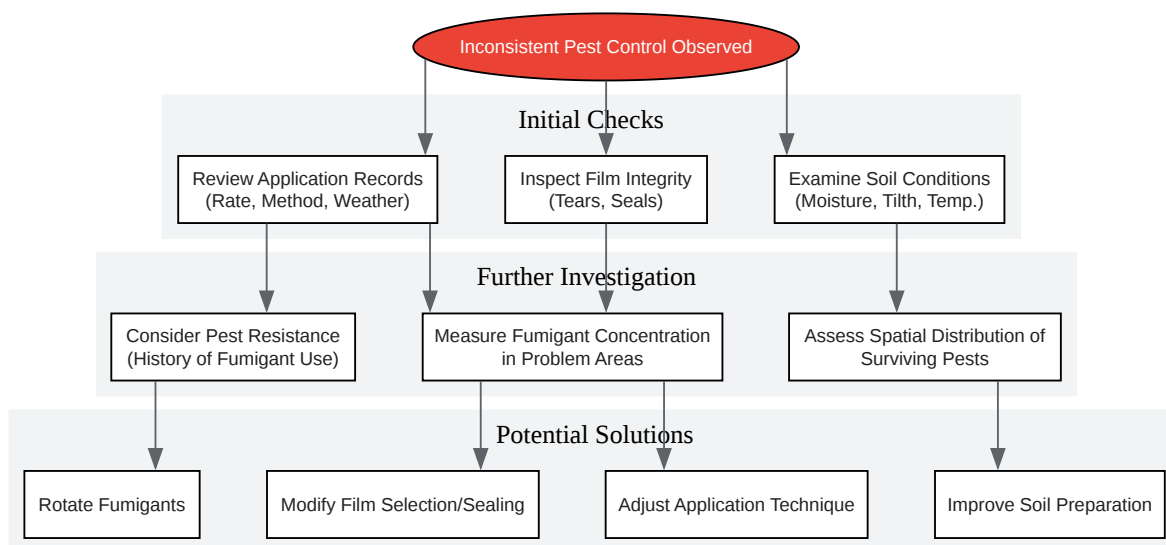 Inconsistent Pest Control Observed
Initial Checks
Review Application Records
(Rate, Method, Weather)
Inspect Film Integrity
(Tears, Seals)
Examine Soil Conditions
(Moisture, Tilth, Temp.)
Further Investigation
Consider Pest Resistance
(History of Fumigant Use)
Measure Fumigant Concentration
in Problem Areas
Assess Spatial Distribution of
Surviving Pests
Potential Solutions
Rotate Fumigants
Modify Film Selection/Sealing
Adjust Application Technique
Improve Soil Preparation